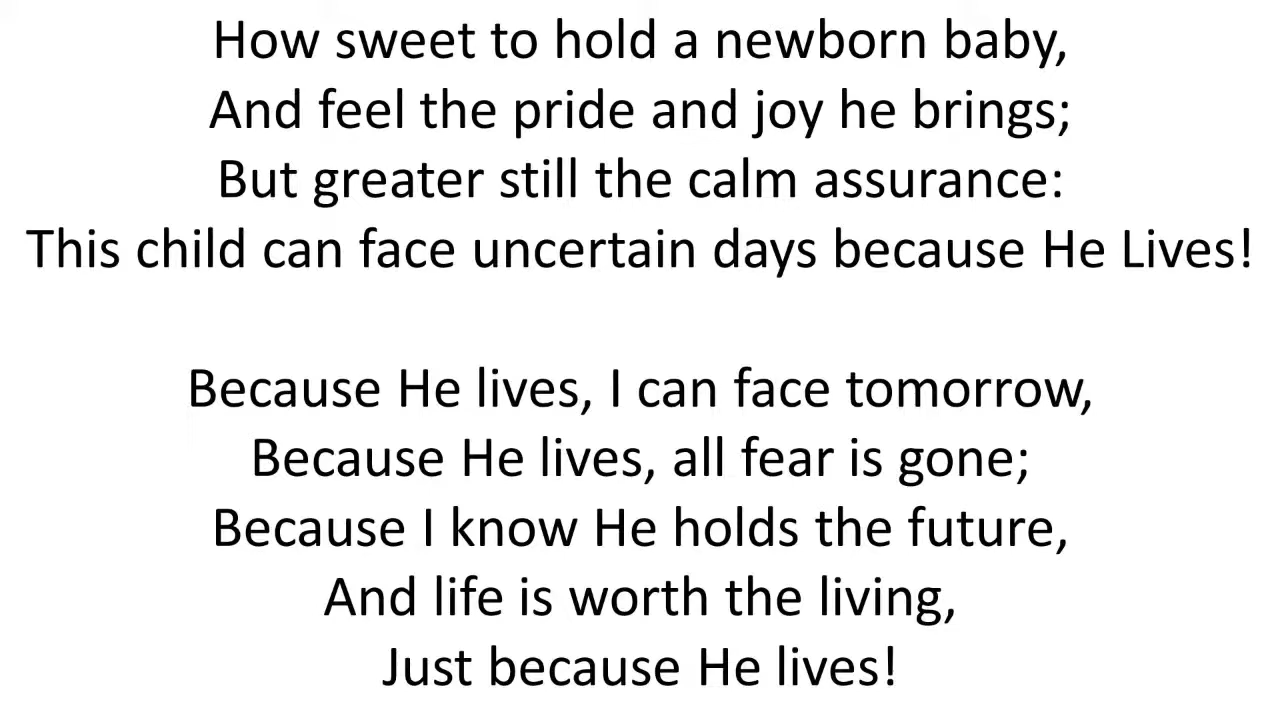 How sweet to hold a newborn baby,
And feel the pride and joy he brings;
But greater still the calm assurance:
This child can face uncertain days because He Lives!
Because He lives, I can face tomorrow,
Because He lives, all fear is gone;
Because I know He holds the future,
And life is worth the living,
Just because He lives!